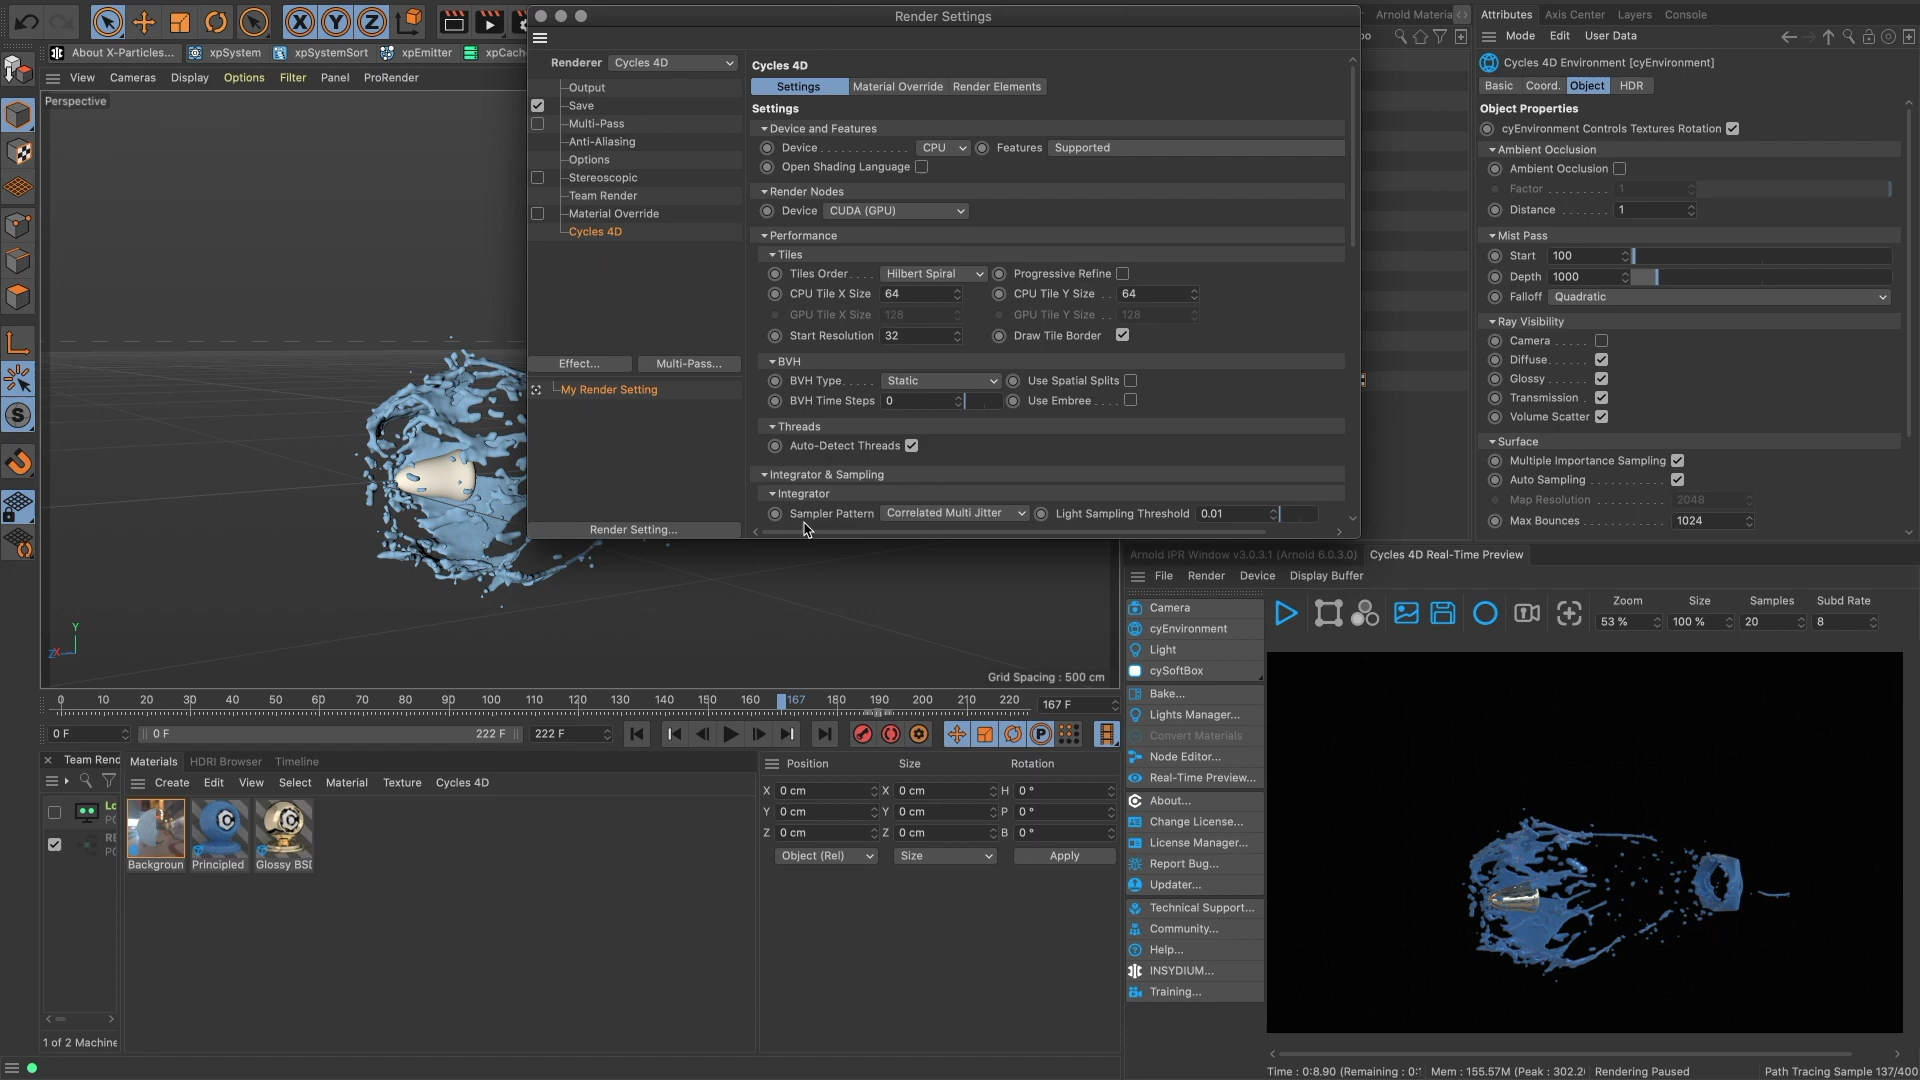 Render Settings
Arnold Materia
Attributes
Axis Center
Layers
Console
About X-Particles...
xpSystem
xpSystemSort
xpEmitter
xpCach
Mode
Edit
User Data
View
Cameras
Display
Options
Filter
Panel
ProRender
Perspective
Renderer
Cycles 4D
Output
Save
Multi-Pass
Anti-Aliasing
Options
Stereoscopic
Team Render
Material Override
Cycles 4D
Effect...
Multi-Pass...
My Render Setting
Render Setting...
Cycles 4D
Settings
Material Override
Render Elements
Settings
Device and Features
Device
CPU
Features
Supported
Open Shading Language
Render Nodes
Device
CUDA (GPU)
Performance
Tiles
Tiles Order
Hilbert Spiral
Progressive Refine
CPU Tile X Size
64
CPU Tile Y Size
64
GPU Tile X Size
128
GPU Tile Y Size
128
Start Resolution
32
Draw Tile Border
BVH
BVH Type
Static
Use Spatial Splits
BVH Time Steps
0
Use Embree
Threads
Auto-Detect Threads
Integrator & Sampling
Integrator
Sampler Pattern
Correlated Multi Jitter
Light Sampling Threshold
0.01
Cycles 4D Environment [cyEnvironment]
Basic
Coord.
Object
HDR
Object Properties
cyEnvironment Controls Textures Rotation
Ambient Occlusion
Ambient Occlusion
Factor
1
Distance
1
Mist Pass
Start
100
Depth
1000
Falloff
Quadratic
Ray Visibility
Camera
Diffuse
Glossy
Transmission
Volume Scatter
Surface
Multiple Importance Sampling
Auto Sampling
Map Resolution
2048
Max Bounces
1024
Y
X
Z
Grid Spacing : 500 cm
0 10 20 30 40 50 60 70 80 90 100 110 120 130 140 150 160 167 180 190 200 210 220
167 F
0 F
0 F
222 F
222 F
Team Rend
Materials
HDRI Browser
Timeline
Create
Edit
View
Select
Material
Texture
Cycles 4D
Backgroun
Principled
Glossy BSI
1 of 2 Machine
Position
Size
Rotation
X 0 cm
X 0 cm
H 0 °
Y 0 cm
Y 0 cm
P 0 °
Z 0 cm
Z 0 cm
B 0 °
Object (Rel)
Size
Apply
Arnold IPR Window v3.0.3.1 (Arnold 6.0.3.0)
Cycles 4D Real-Time Preview
File
Render
Device
Display Buffer
Camera
cyEnvironment
Light
cySoftBox
Bake...
Lights Manager...
Convert Materials
Node Editor...
Real-Time Preview...
About...
Change License...
License Manager...
Report Bug...
Updater...
Technical Support...
Community...
Help...
INSYDIUM...
Training...
Zoom
Size
Samples
Subd Rate
53 %
100 %
20
8
Time : 0:8.90 (Remaining : 0:
Mem : 155.57M (Peak : 302.2
Rendering Paused
Path Tracing Sample 137/400